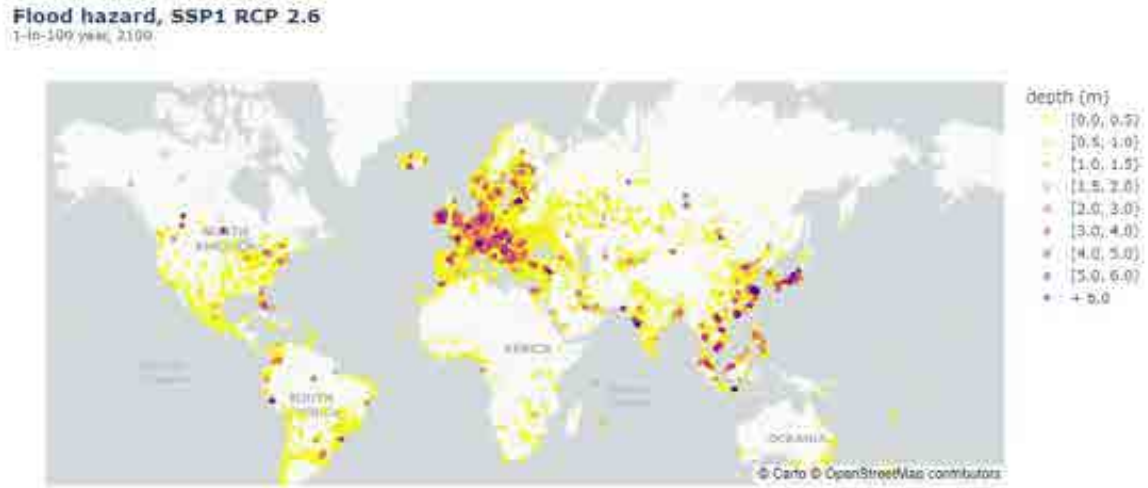 Flood hazard, SSP1 RCP 2.6
1-in-100 year, 2100
depth (m)
[0.0, 0.5)
[0.5, 1.0)
[1.0, 1.5)
[1.5, 2.0)
[2.0, 3.0)
[3.0, 4.0)
[4.0, 5.0)
[5.0, 6.0)
+ 6.0
NORTH
AMERICA
AFRICA
SOUTH
AMERICA
OCEANIA
© Carto © OpenStreetMap contributors